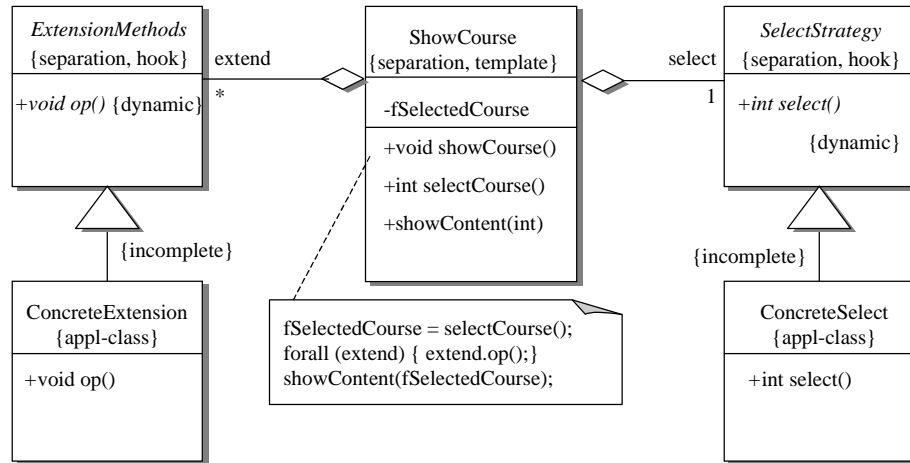 ExtensionMethods
{separation, hook}
+void op() {dynamic}
extend
*
ShowCourse
{separation, template}
-fSelectedCourse
+void showCourse()
+int selectCourse()
+showContent(int)
select
1
SelectStrategy
{separation, hook}
+int select()
{dynamic}
{incomplete}
{incomplete}
ConcreteExtension
{appl-class}
+void op()
fSelectedCourse = selectCourse();
forall (extend) { extend.op();}
showContent(fSelectedCourse);
ConcreteSelect
{appl-class}
+int select()